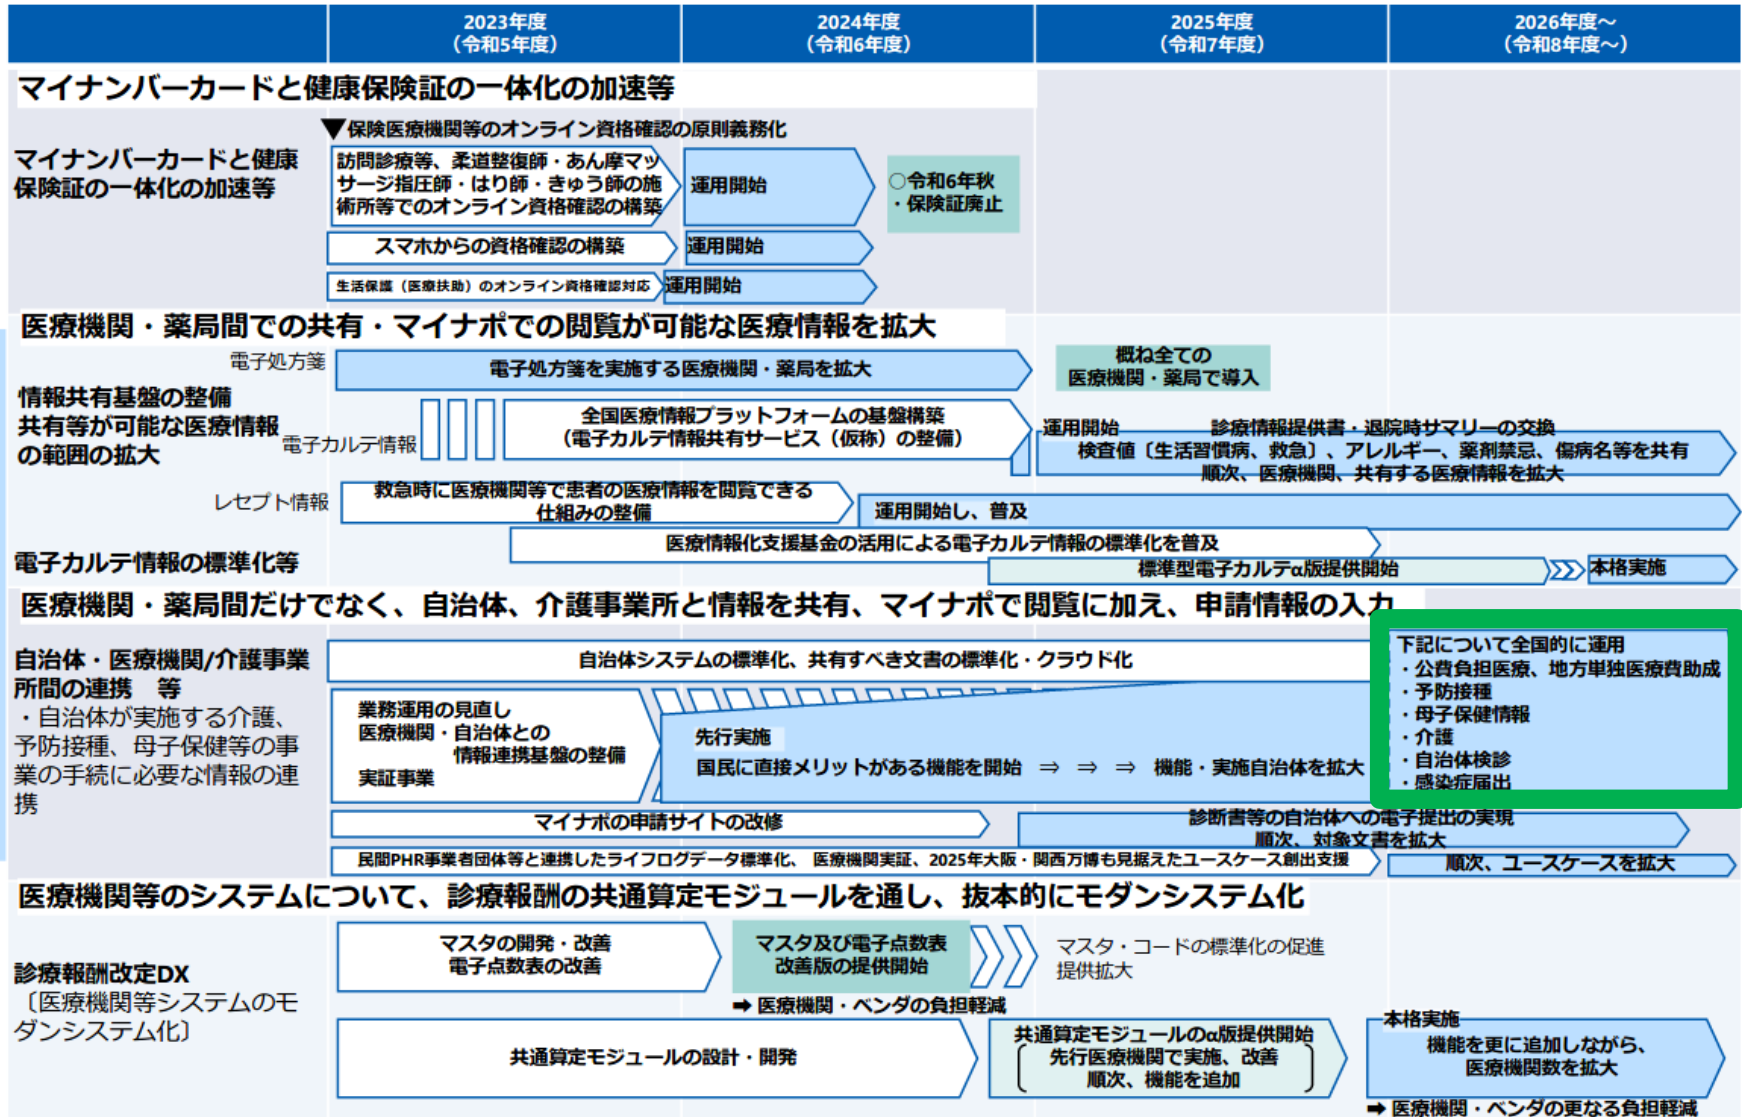 2023年度
（令和5年度）
2024年度
（令和6年度）
2025年度
（令和7年度）
2026年度～
（令和8年度～）
マイナンバーカードと健康保険証の一体化の加速等
マイナンバーカードと健康
保険証の一体化の加速等
▼保険医療機関等のオンライン資格確認の原則義務化
訪問診療等、柔道整復師・あん摩マッ
サージ指圧師・はり師・きゅう師の施
術所等でのオンライン資格確認の構築
運用開始
○令和6年秋
・保険証廃止
スマホからの資格確認の構築
運用開始
生活保護（医療扶助）のオンライン資格確認対応
運用開始
医療機関・薬局間での共有・マイナポでの閲覧が可能な医療情報を拡大
情報共有基盤の整備
共有等が可能な医療情報
の範囲の拡大
電子処方箋
電子処方箋を実施する医療機関・薬局を拡大
概ね全ての
医療機関・薬局で導入
電子カルテ情報
全国医療情報プラットフォームの基盤構築
（電子カルテ情報共有サービス（仮称）の整備）
運用開始
診療情報提供書・退院時サマリーの交換
検査値〔生活習慣病、救急〕、アレルギー、薬剤禁忌、傷病名等を共有
順次、医療機関、共有する医療情報を拡大
レセプト情報
救急時に医療機関等で患者の医療情報を閲覧できる
仕組みの整備
運用開始し、普及
電子カルテ情報の標準化等
医療情報化支援基金の活用による電子カルテ情報の標準化を普及
標準型電子カルテα版提供開始
本格実施
医療機関・薬局間だけでなく、自治体、介護事業所と情報を共有、マイナポで閲覧に加え、申請情報の入力
自治体・医療機関/介護事業
所間の連携 等
・自治体が実施する介護、
予防接種、母子保健等の事
業の手続に必要な情報の連
携
自治体システムの標準化、共有すべき文書の標準化・クラウド化
業務運用の見直し
医療機関・自治体との
情報連携基盤の整備
実証事業
先行実施
国民に直接メリットがある機能を開始 ⇒ ⇒ ⇒ 機能・実施自治体を拡大
下記について全国的に運用
・公費負担医療、地方単独医療費助成
・予防接種
・母子保健情報
・介護
・自治体検診
・感染症届出
マイナポの申請サイトの改修
診断書等の自治体への電子提出の実現
順次、対象文書を拡大
民間PHR事業者団体等と連携したライフログデータ標準化、 医療機関実証、2025年大阪・関西万博も見据えたユースケース創出支援
順次、ユースケースを拡大
医療機関等のシステムについて、診療報酬の共通算定モジュールを通し、抜本的にモダンシステム化
診療報酬改定DX
〔医療機関等システムのモ
ダンシステム化〕
マスタの開発・改善
電子点数表の改善
マスタ及び電子点数表
改善版の提供開始
マスタ・コードの標準化の促進
提供拡大
➡ 医療機関・ベンダの負担軽減
共通算定モジュールの設計・開発
共通算定モジュールのα版提供開始
先行医療機関で実施、改善
順次、機能を追加
本格実施
機能を更に追加しながら、
医療機関数を拡大
➡ 医療機関・ベンダの更なる負担軽減